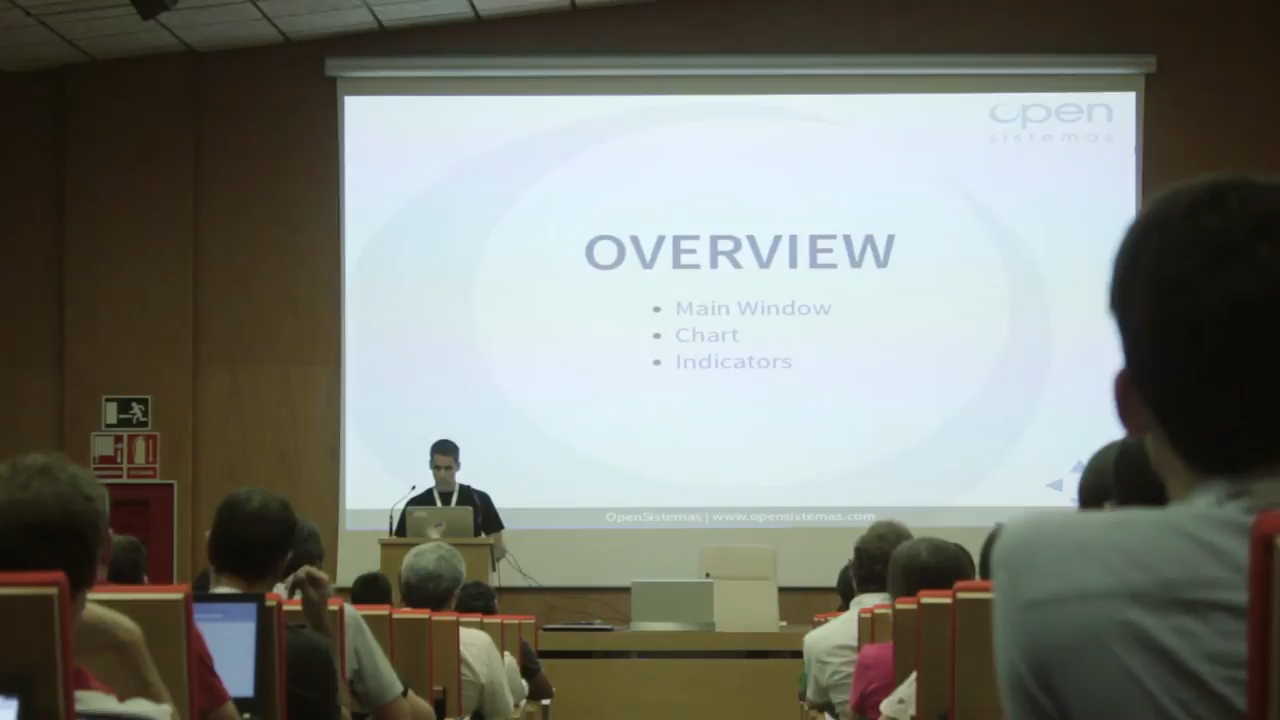 open
sistemas
OVERVIEW
• Main Window
• Chart
• Indicators
OpenSistemas | www.opensistemas.com